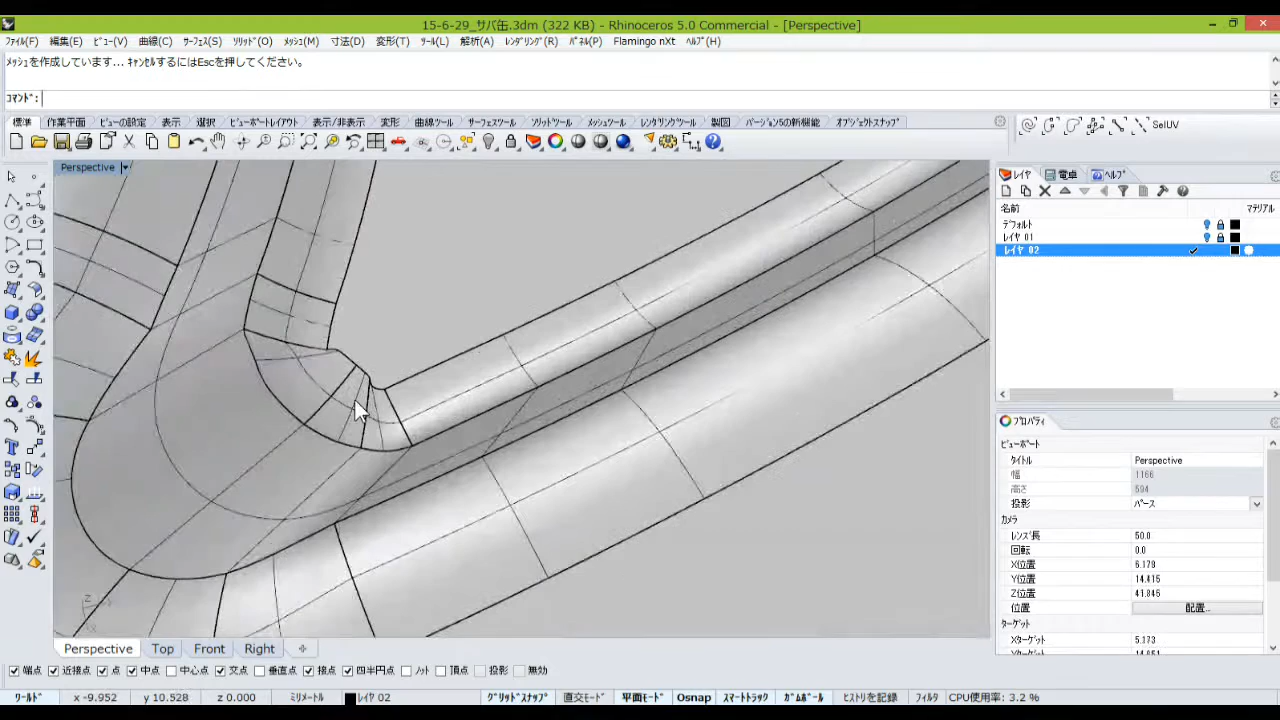 15-6-29_サバ缶.3dm (322 KB) - Rhinoceros 5.0 Commercial - [Perspective]
ﾌｧｲﾙ(F) 編集(E) ﾋﾞｭｰ(V) 曲線(C) ｻｰﾌｪｽ(S) ｿﾘｯﾄﾞ(O) ﾒｯｼｭ(M) 寸法(D) 変形(T) ﾂｰﾙ(L) 解析(A) ﾚﾝﾀﾞﾘﾝｸﾞ(R) ﾊﾟﾈﾙ(P) Flamingo nXt ﾍﾙﾌﾟ(H)
ﾒｯｼｭを作成しています... ｷｬﾝｾﾙするにはEscを押してください。
ｺﾏﾝﾄﾞ:
標準 作業平面 ﾋﾞｭｰの設定 表示 選択 ﾋﾞｭｰﾎﾟｰﾄﾚｲｱｳﾄ 表示/非表示 変形 曲線ﾂｰﾙ ｻｰﾌｪｽﾂｰﾙ ｿﾘｯﾄﾞﾂｰﾙ ﾒｯｼｭﾂｰﾙ ﾚﾝﾀﾞﾘﾝｸﾞﾂｰﾙ 製図 ﾊﾞｰｼﾞｮﾝ5の新機能 ｵﾌﾞｼﾞｪｸﾄｽﾅｯﾌﾟ
SelUV
Perspective
ﾚｲﾔ 電卓 ﾍﾙﾌﾟ
名前 ﾏﾃﾘｱﾙ
ﾃﾞﾌｫﾙﾄ
ﾚｲﾔ 01
ﾚｲﾔ 02
ﾌﾟﾛﾊﾟﾃｨ
ﾋﾞｭｰﾎﾟｰﾄ
ﾀｲﾄﾙ Perspective
幅 1166
高さ 594
投影 ﾊﾟｰｽ
ｶﾒﾗ
ﾚﾝｽﾞ長 50.0
回転 0.0
X位置 6.179
Y位置 14.415
Z位置 41.845
位置 配置...
ﾀｰｹﾞｯﾄ
Xﾀｰｹﾞｯﾄ 5.173
z
Perspective Top Front Right
端点 近接点 点 中点 中心点 交点 垂直点 接点 四半円点 ﾉｯﾄ 頂点 投影 無効
ﾜｰﾙﾄﾞ x -9.952 y 10.528 z 0.000 ﾐﾘﾒｰﾄﾙ ﾚｲﾔ 02 ｸﾞﾘｯﾄﾞｽﾅｯﾌﾟ 直交ﾓｰﾄﾞ 平面ﾓｰﾄﾞ Osnap ｽﾏｰﾄﾄﾗｯｸ ｶﾞﾑﾎﾞｰﾙ ﾋｽﾄﾘを記録 ﾌｨﾙﾀ CPU使用率: 3.2 %